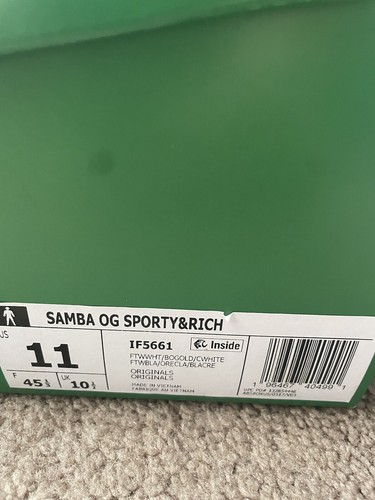 SAMBA OG SPORTY&RICH
US
11
F
45⅓
UK
10½
IF5661
Inside
FTWWHT/BOGOLD/CWHITE
FTWBLA/ORECLA/BLACRE
ORIGINALS
ORIGINALS
MADE IN VIETNAM
FABRIQUE AU VIETNAM
1 96467 40499 1